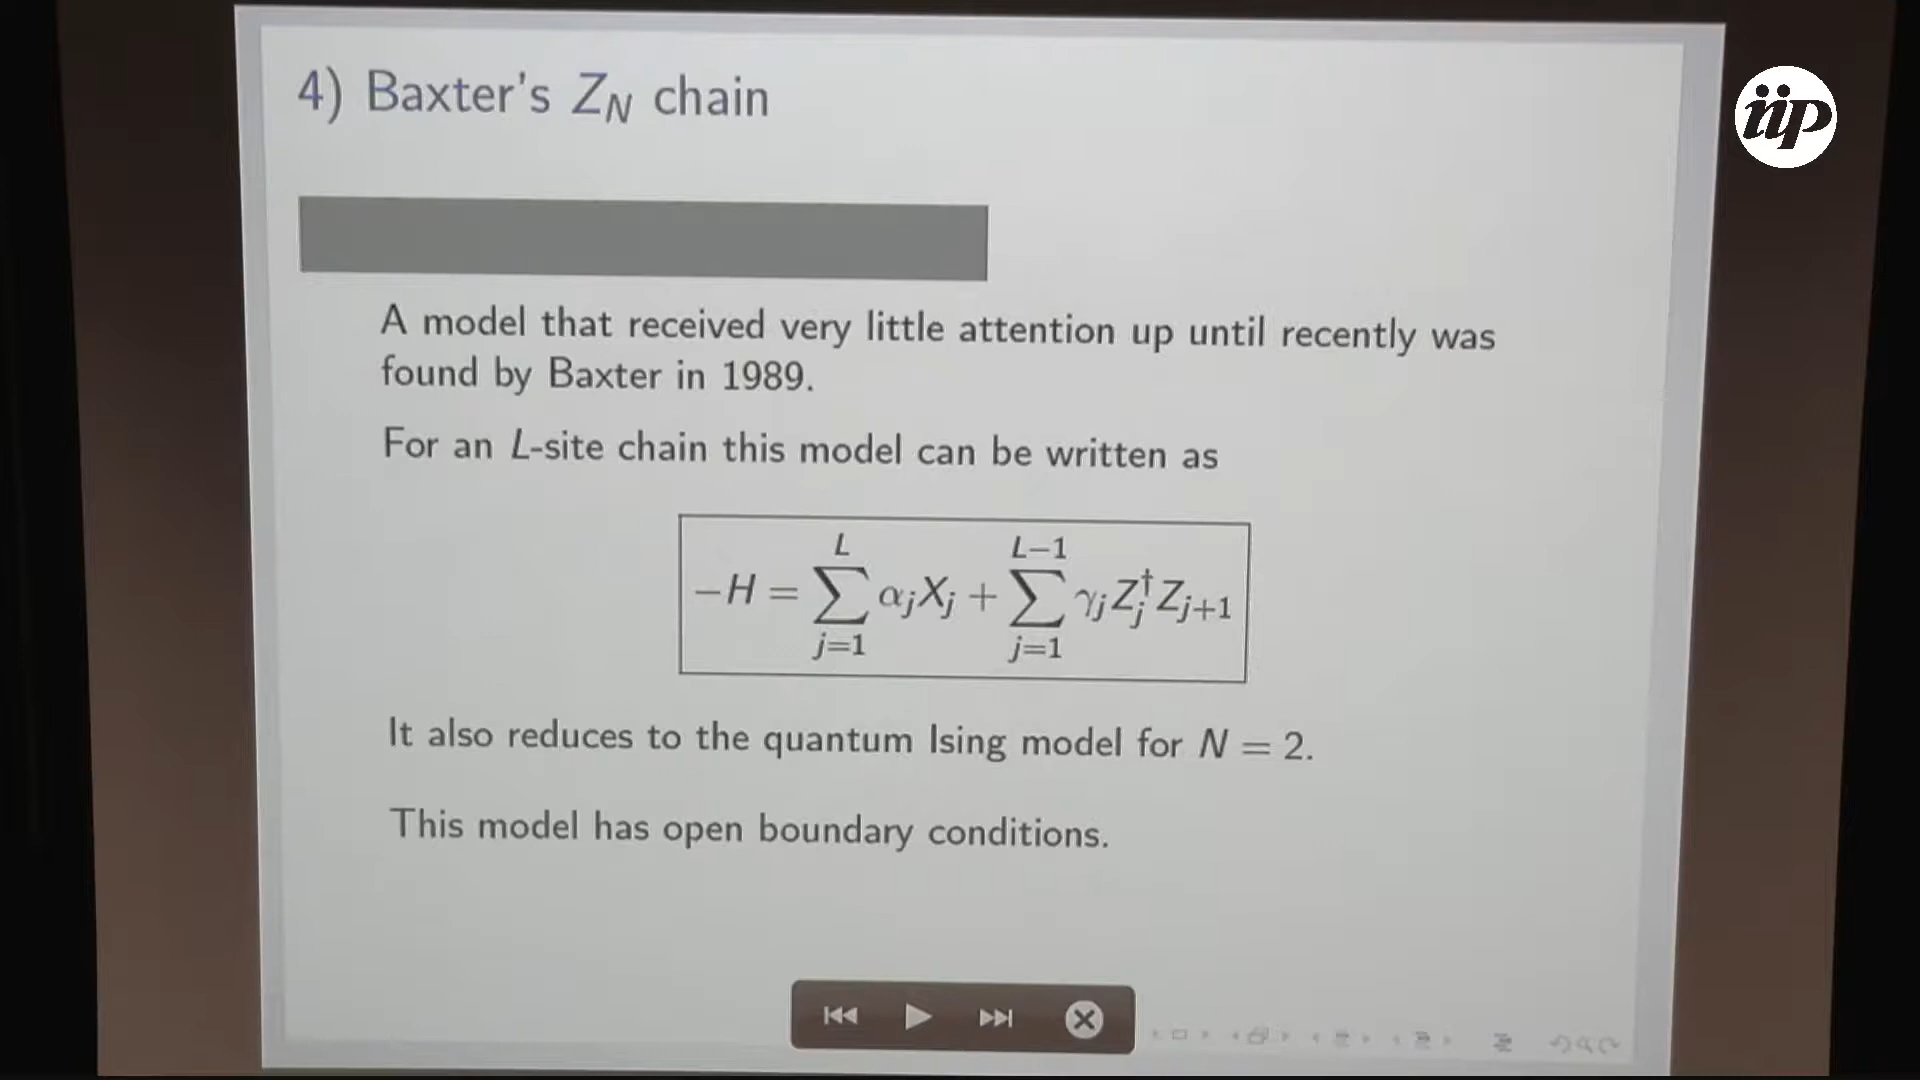 4) Baxter's Z_N chain
A model that received very little attention up until recently was
found by Baxter in 1989.
For an L-site chain this model can be written as
−H = ∑_{j=1}^{L} α_j X_j + ∑_{j=1}^{L−1} γ_j Z_j^† Z_{j+1}
It also reduces to the quantum Ising model for N = 2.
This model has open boundary conditions.
iip